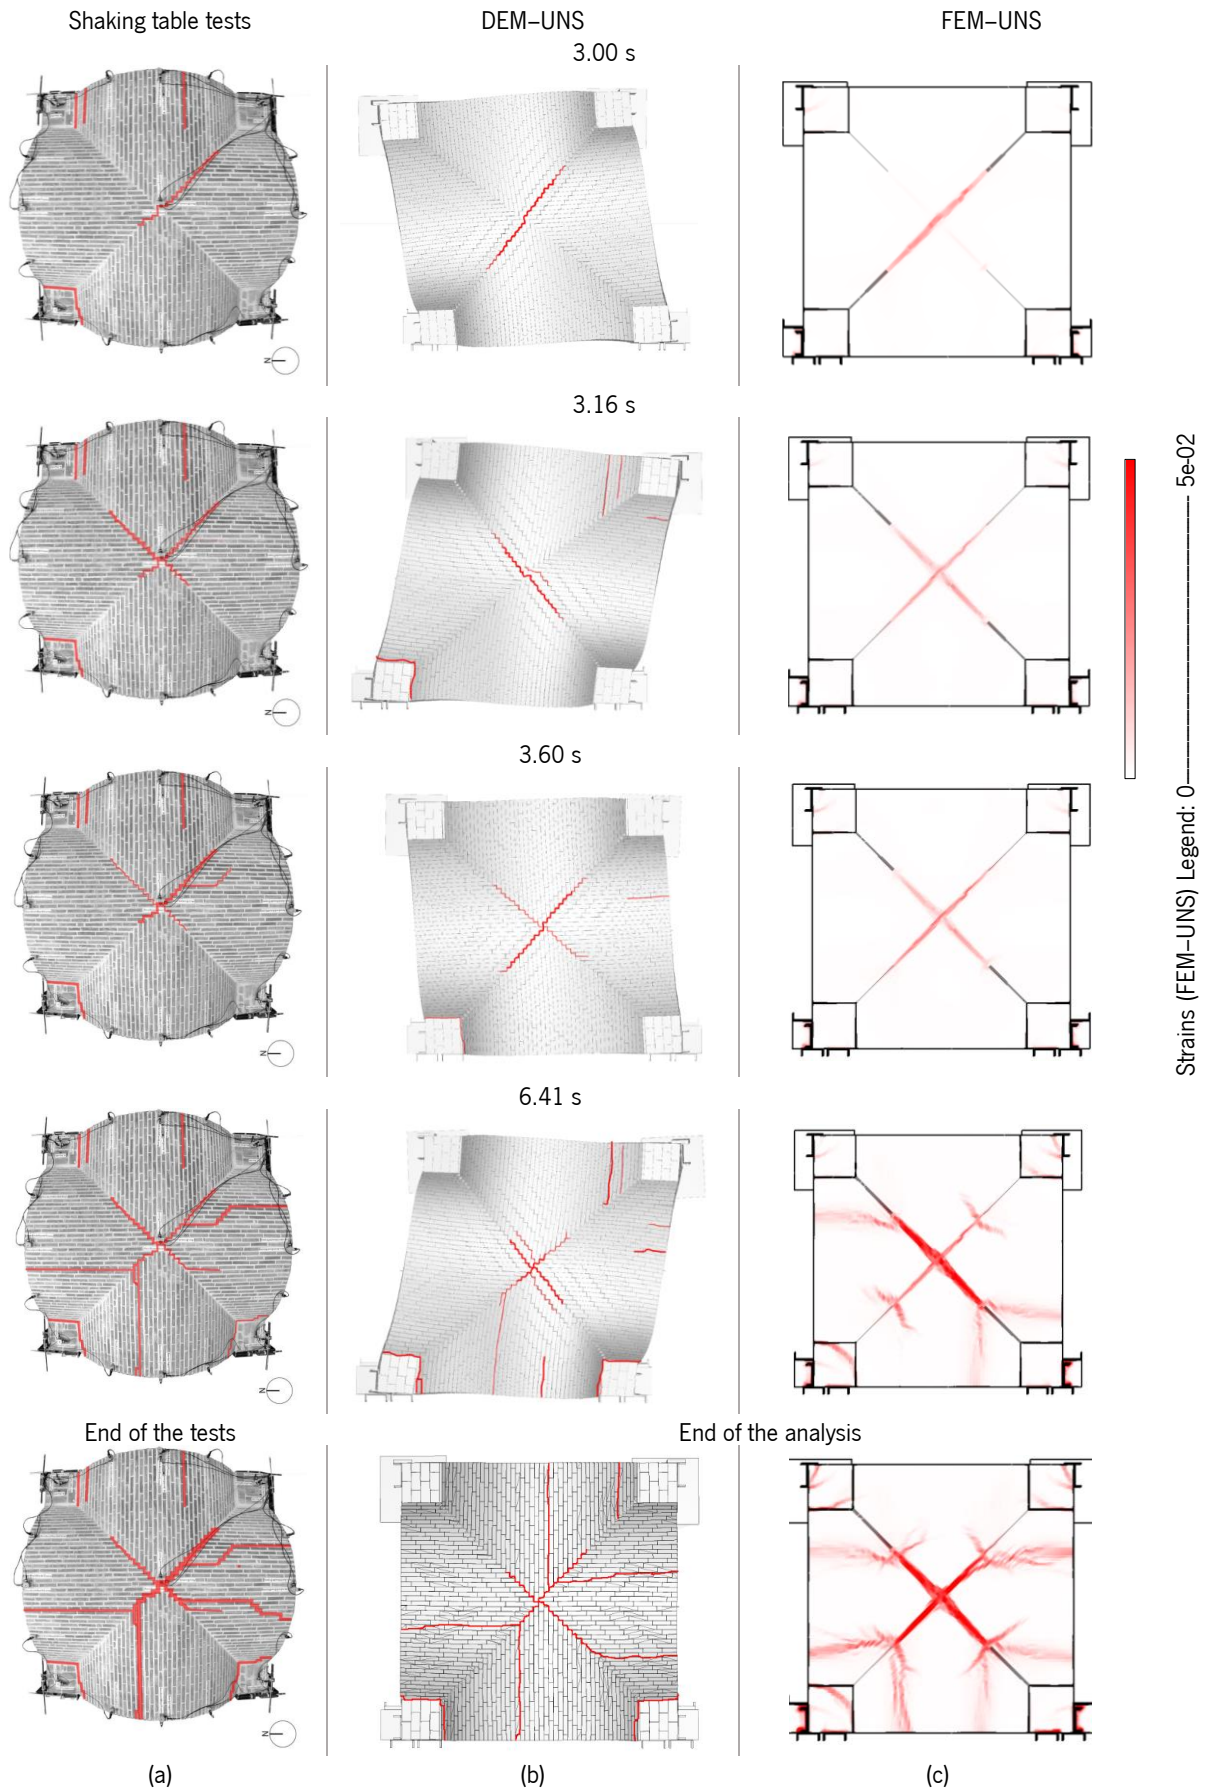 Shaking table tests
DEM–UNS
FEM–UNS
3.00 s
N
3.16 s
N
3.60 s
N
6.41 s
N
Strains (FEM–UNS) Legend: 0 ———————— 5e-02
End of the tests
End of the analysis
N
(a)
(b)
(c)